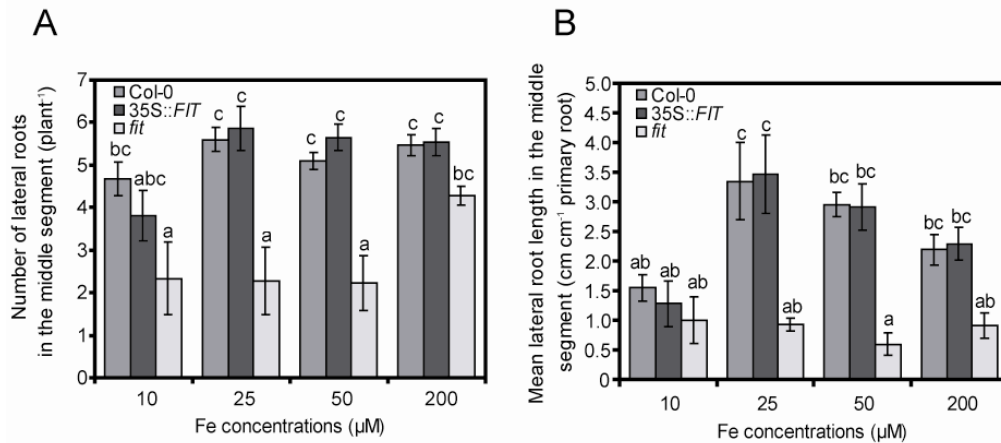 A
Number of lateral roots
in the middle segment (plant⁻¹)
7
6
5
4
3
2
1
0
Col-0
35S::FIT
fit
bc
abc
a
c
c
a
c
c
a
c
c
bc
10
25
50
200
Fe concentrations (µM)
B
Mean lateral root length in the middle
segment (cm cm⁻¹ primary root)
5.0
4.5
4.0
3.5
3.0
2.5
2.0
1.5
1.0
0.5
0
Col-0
35S::FIT
fit
ab
ab
ab
c
c
ab
bc
bc
a
bc
bc
ab
10
25
50
200
Fe concentrations (µM)